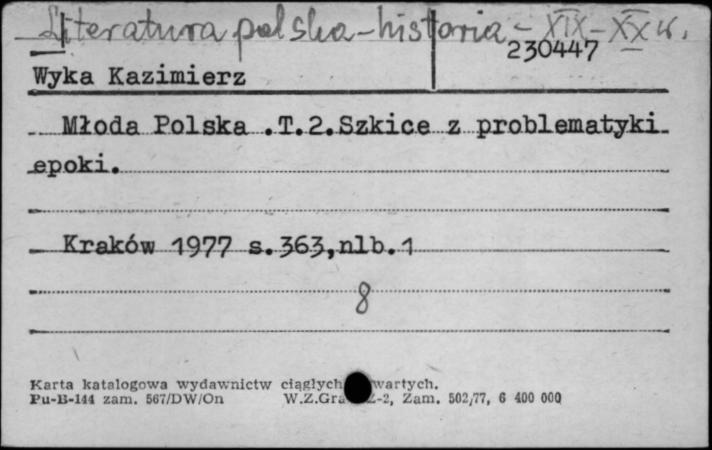 Literatura polska – historia – XIX – XX w.
230447
Wyka Kazimierz
Młoda Polska .T.2.Szkice z problematyki
epoki.
Kraków 1977 s.363,nlb.1
8
Karta katalogowa wydawnictw ciągłych wartych.
Pu-B-144 zam. 567/DW/On W.Z.Gra Z-2, Zam. 502/77, 6 400 000